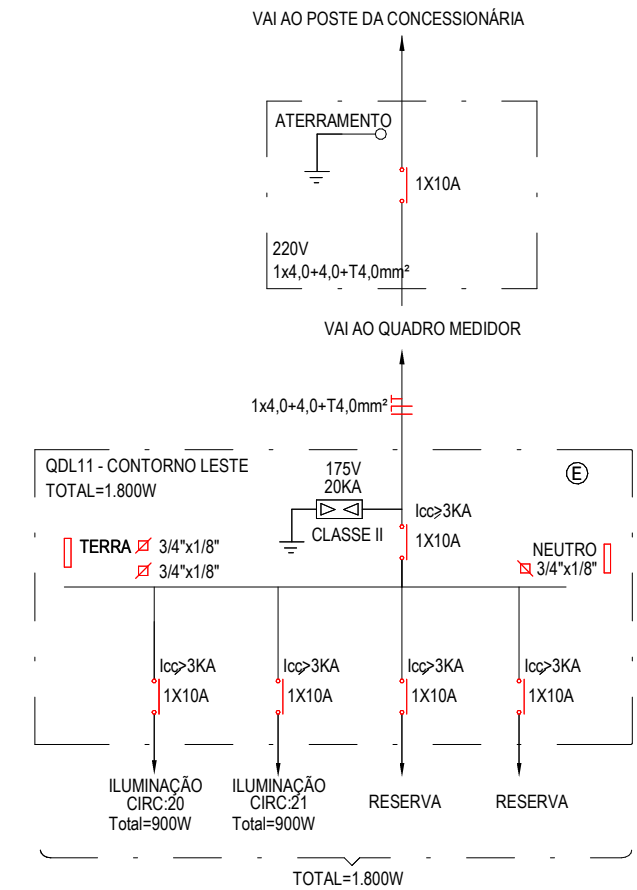 VAI AO POSTE DA CONCESSIONÁRIA
ATERRAMENTO
1X10A
220V
1x4,0+4,0+T4,0mm²
VAI AO QUADRO MEDIDOR
1x4,0+4,0+T4,0mm²
QDL11 - CONTORNO LESTE
TOTAL=1.800W
175V
20KA
CLASSE II
Icc>3KA
1X10A
E
TERRA 3/4"x1/8"
3/4"x1/8"
NEUTRO
3/4"x1/8"
Icc>3KA
1X10A
Icc>3KA
1X10A
Icc>3KA
1X10A
Icc>3KA
1X10A
ILUMINAÇÃO
CIRC:20
Total=900W
ILUMINAÇÃO
CIRC:21
Total=900W
RESERVA
RESERVA
TOTAL=1.800W